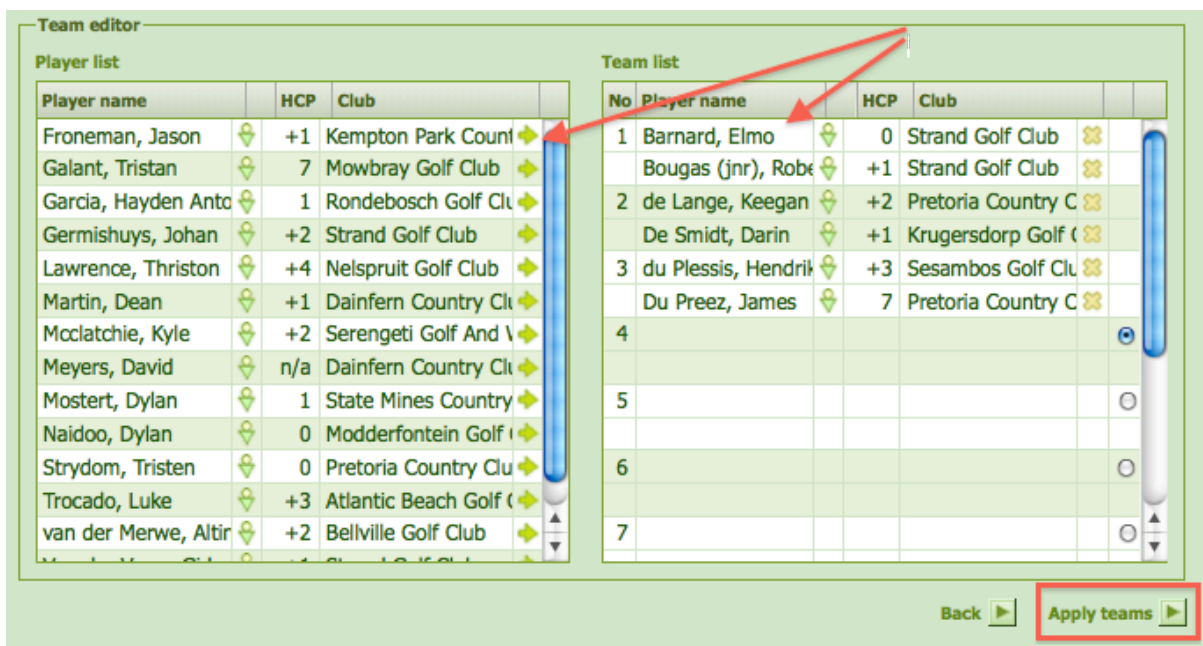 Team editor
Player list
Player name HCP Club
Froneman, Jason +1 Kempton Park Count
Galant, Tristan 7 Mowbray Golf Club
Garcia, Hayden Anto 1 Rondebosch Golf Clu
Germishuys, Johan +2 Strand Golf Club
Lawrence, Thriston +4 Nelspruit Golf Club
Martin, Dean +1 Dainfern Country Clu
Mcclatchie, Kyle +2 Serengeti Golf And
Meyers, David n/a Dainfern Country Clu
Mostert, Dylan 1 State Mines Country
Naidoo, Dylan 0 Modderfontein Golf
Strydom, Tristen 0 Pretoria Country Clu
Trocado, Luke +3 Atlantic Beach Golf
van der Merwe, Altir +2 Bellville Golf Club
Team list
No Player name HCP Club
1 Barnard, Elmo 0 Strand Golf Club
Bougas (jnr), Robe +1 Strand Golf Club
2 de Lange, Keegan +2 Pretoria Country C
De Smidt, Darin +1 Krugersdorp Golf
3 du Plessis, Hendrik +3 Sesambos Golf Clu
Du Preez, James 7 Pretoria Country C
4
5
6
7
Back
Apply teams